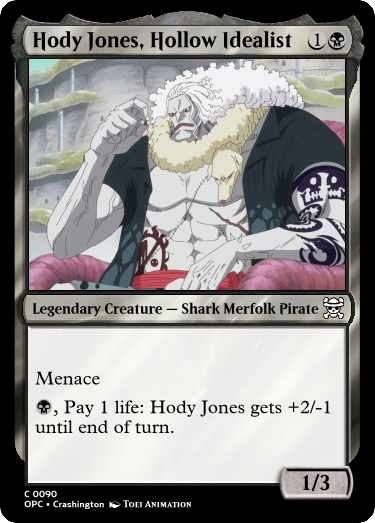 Hody Jones, Hollow Idealist 1
Legendary Creature — Shark Merfolk Pirate
Menace
, Pay 1 life: Hody Jones gets +2/-1
until end of turn.
1/3
C 0090
OPC • Crashington TOEI ANIMATION